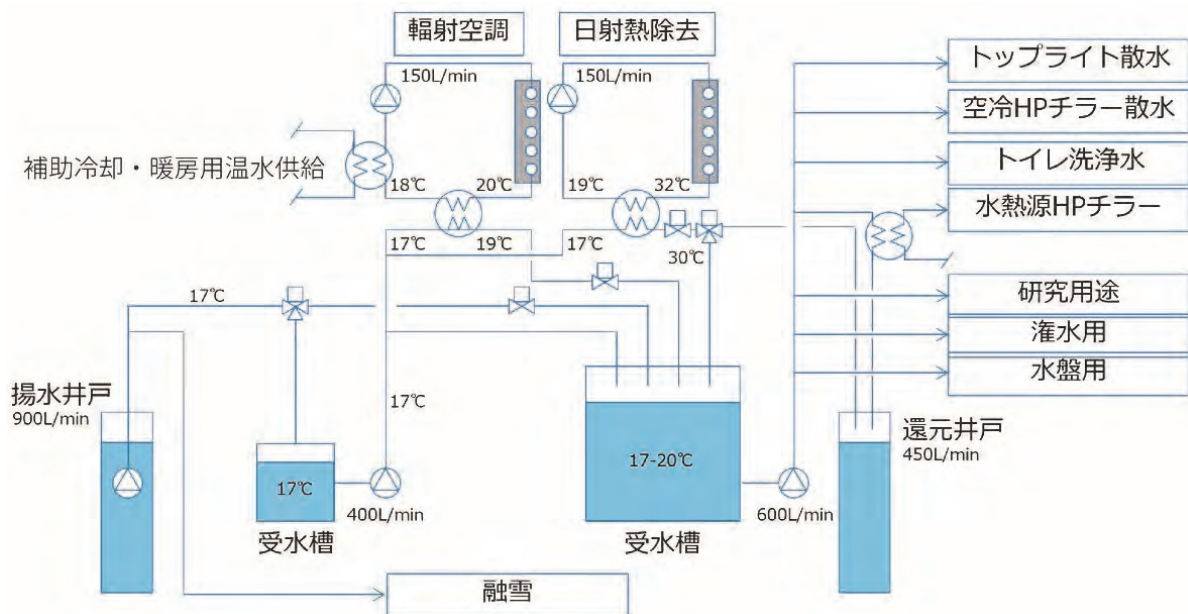 輻射空調
日射熱除去
トップライト散水
150L/min
150L/min
空冷HPチラー散水
補助冷却・暖房用温水供給
トイレ洗浄水
18℃
20℃
19℃
32℃
水熱源HPチラー
17℃
19℃
17℃
30℃
17℃
研究用途
潅水用
水盤用
揚水井戸
900L/min
17℃
還元井戸
450L/min
17℃
17-20℃
400L/min
600L/min
受水槽
受水槽
融雪